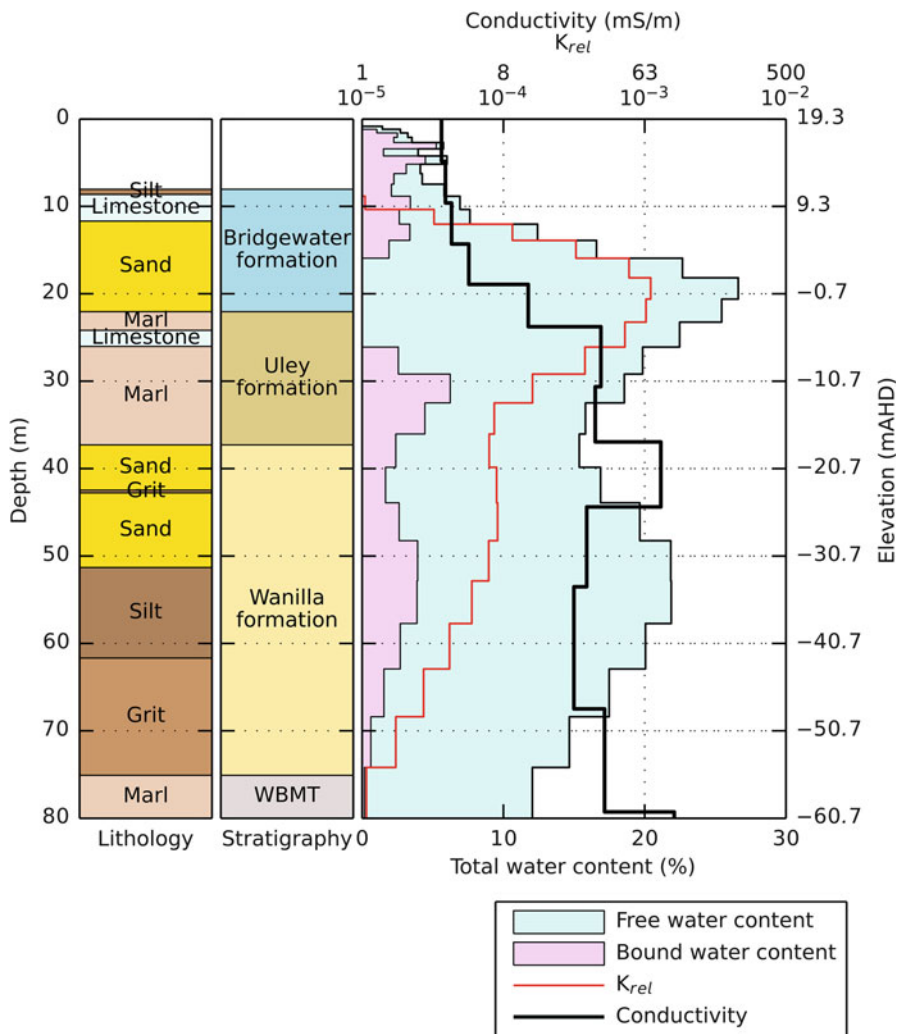 Conductivity (mS/m)
K_rel
1 8 63 500
10⁻⁵ 10⁻⁴ 10⁻³ 10⁻²
0 19.3
Silt
10 Limestone 9.3
Bridgewater
formation
Sand
20 −0.7
Marl
Limestone
Uley
formation
30 −10.7
Marl
Depth (m)
Elevation (mAHD)
Sand
40 −20.7
Grit
Sand
50 −30.7
Wanilla
formation
Silt
60 −40.7
Grit
70 −50.7
Marl WBMT
80 −60.7
Lithology Stratigraphy 0 10 20 30
Total water content (%)
Free water content
Bound water content
K_rel
Conductivity